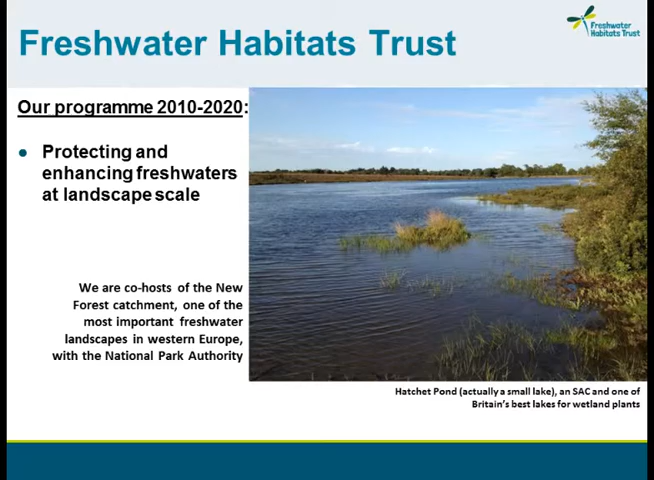 Freshwater Habitats Trust
Freshwater
Habitats Trust
Our programme 2010-2020:
● Protecting and
enhancing freshwaters
at landscape scale
We are co-hosts of the New
Forest catchment, one of the
most important freshwater
landscapes in western Europe,
with the National Park Authority
Hatchet Pond (actually a small lake), an SAC and one of
Britain's best lakes for wetland plants